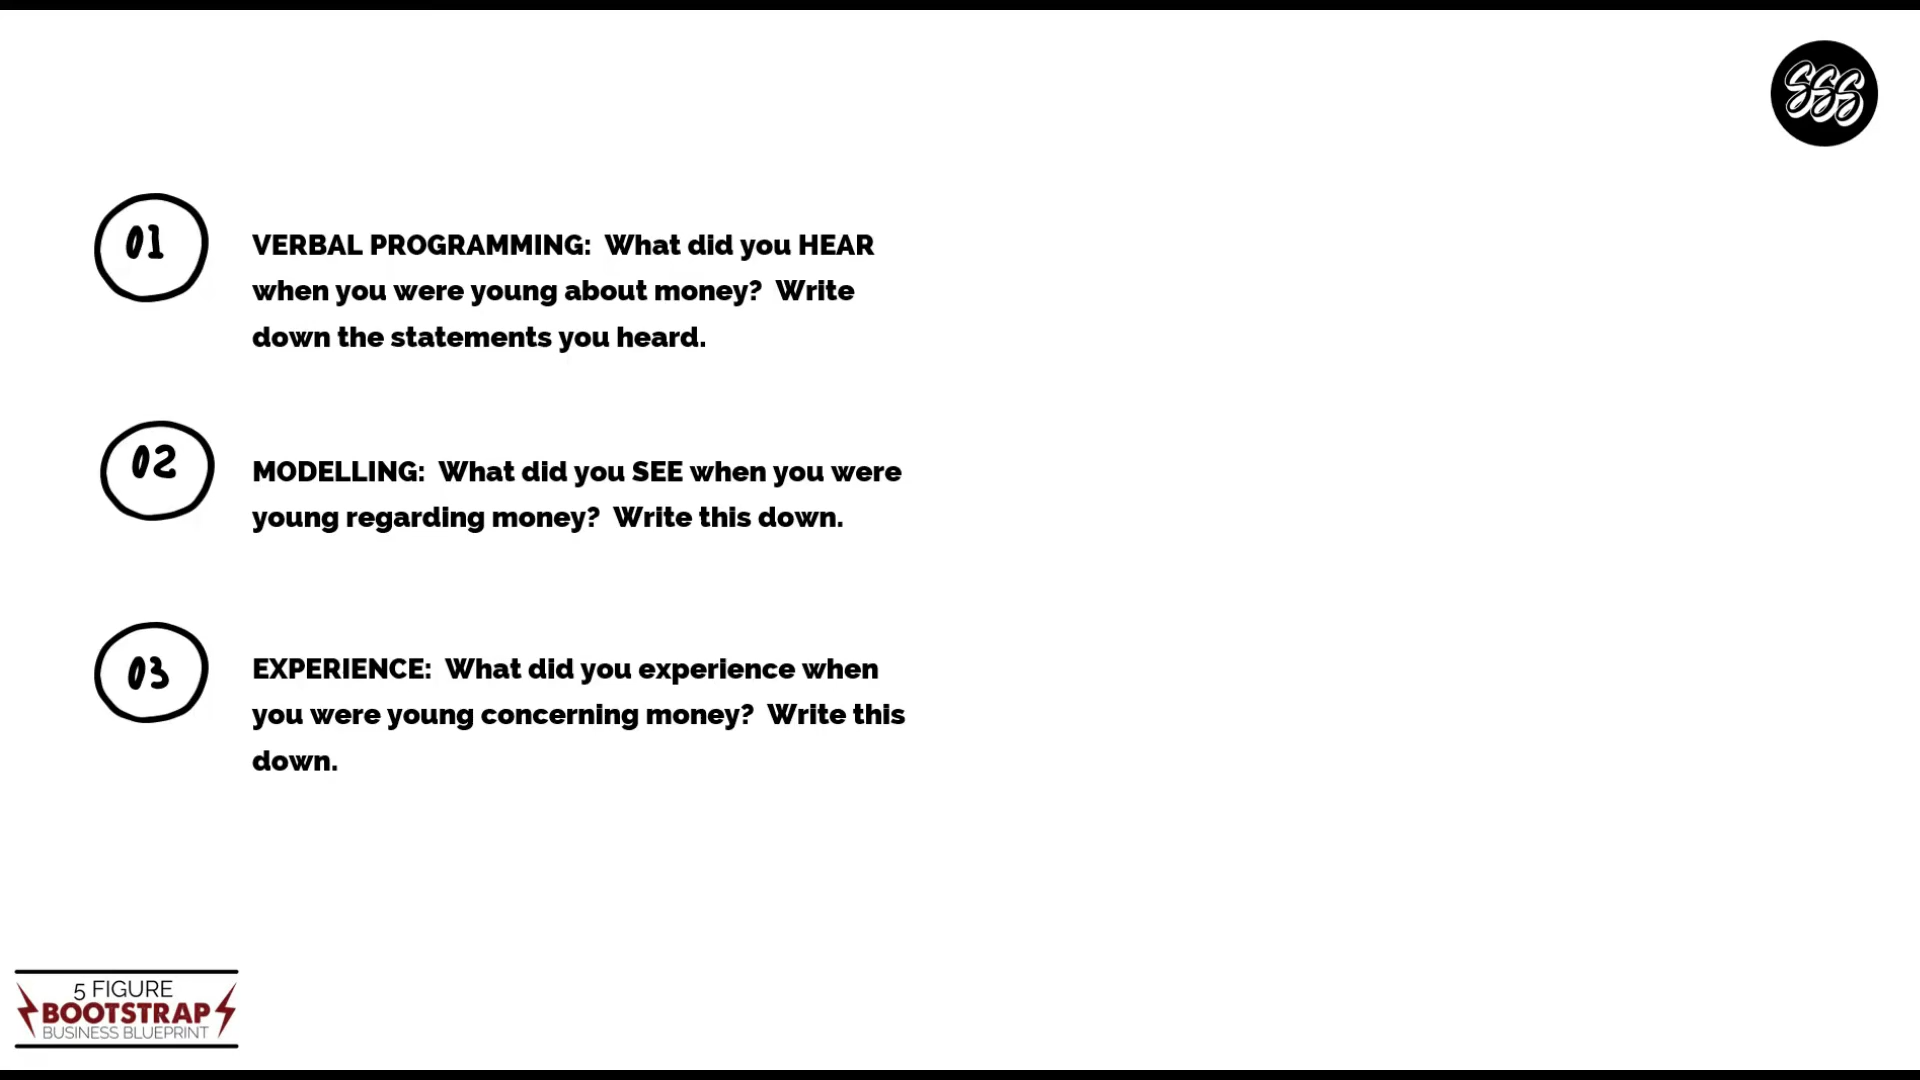 SSS
01
VERBAL PROGRAMMING:  What did you HEAR
when you were young about money?  Write
down the statements you heard.
02
MODELLING:  What did you SEE when you were
young regarding money?  Write this down.
03
EXPERIENCE:  What did you experience when
you were young concerning money?  Write this
down.
5 FIGURE
BOOTSTRAP
BUSINESS BLUEPRINT